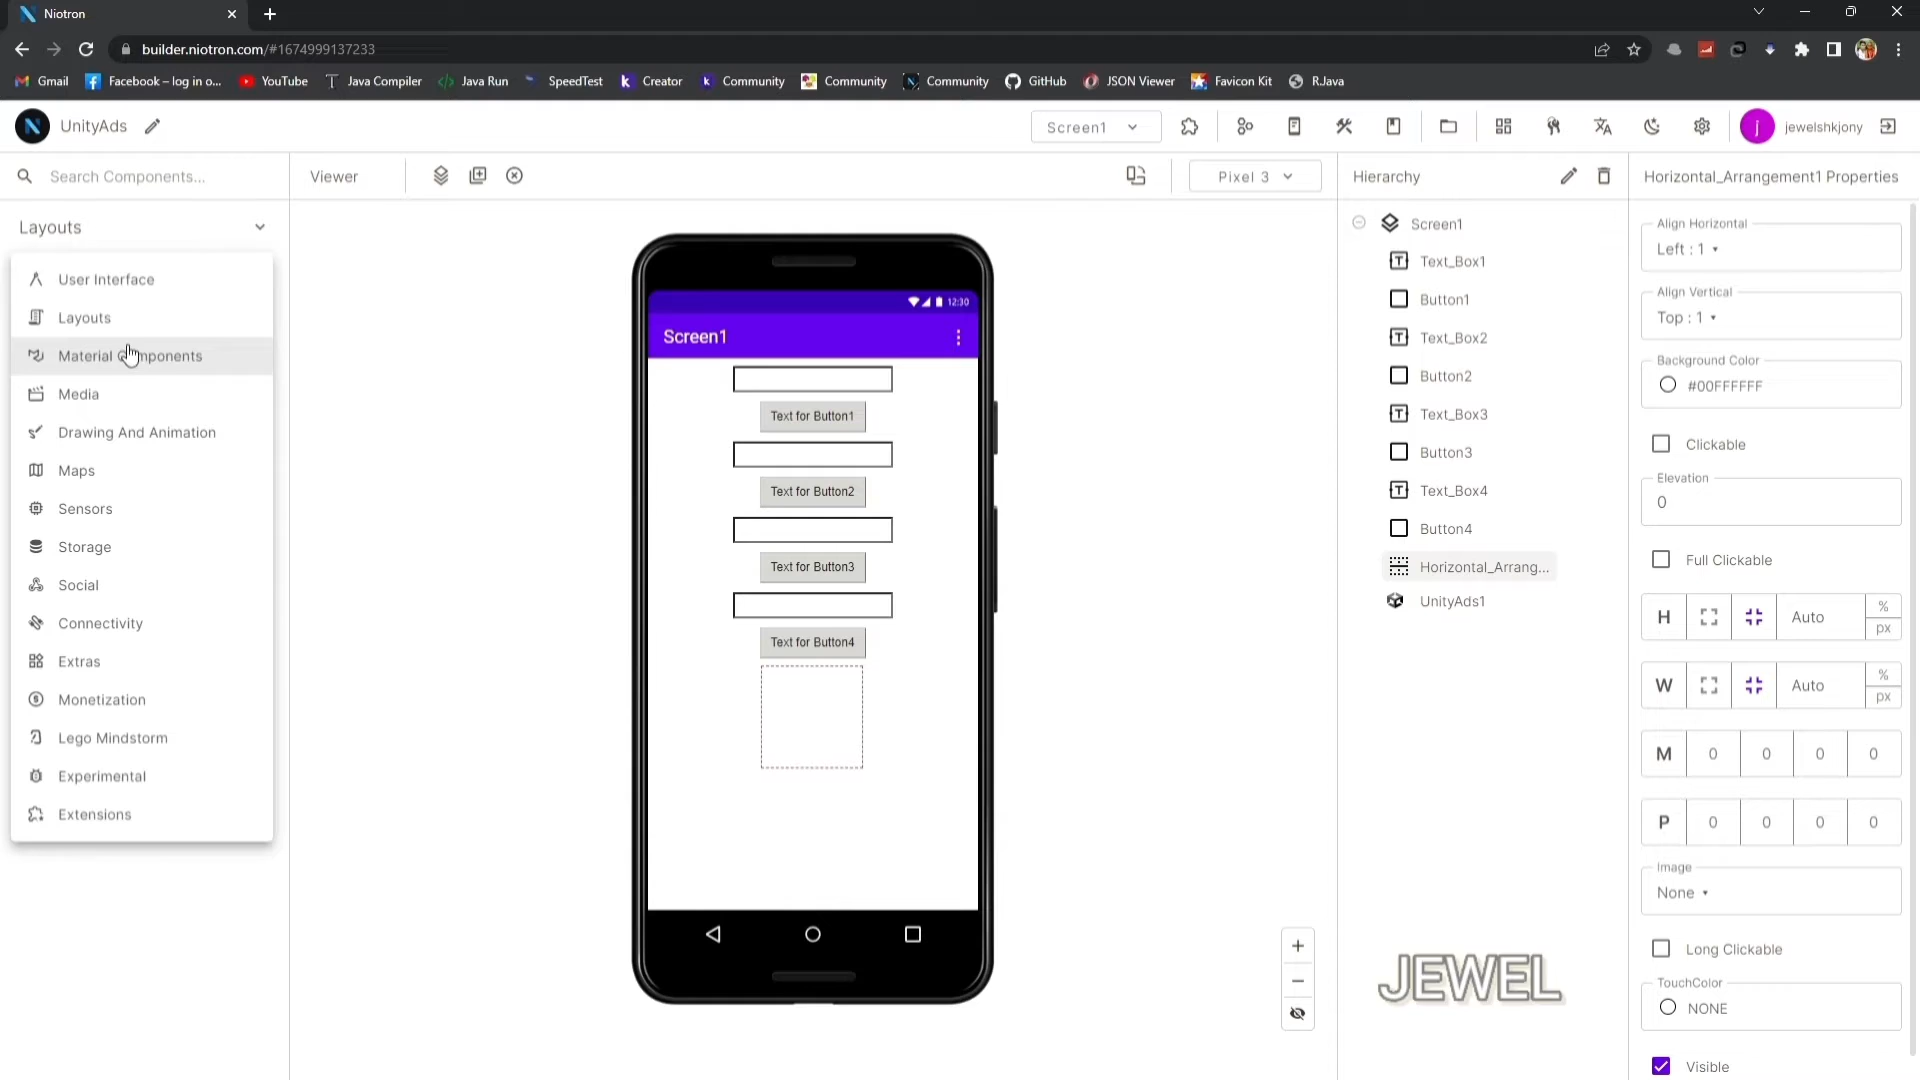 Niotron
builder.niotron.com/#1674999137233
Gmail
Facebook – log in o...
YouTube
Java Compiler
Java Run
SpeedTest
Creator
Community
Community
Community
GitHub
JSON Viewer
Favicon Kit
RJava
UnityAds
Screen1
j
jewelshkjony
Search Components...
Viewer
Pixel 3
Hierarchy
Horizontal_Arrangement1 Properties
Layouts
User Interface
Layouts
Material Components
Media
Drawing And Animation
Maps
Sensors
Storage
Social
Connectivity
Extras
Monetization
Lego Mindstorm
Experimental
Extensions
12:30
Screen1
Text for Button1
Text for Button2
Text for Button3
Text for Button4
Screen1
Text_Box1
Button1
Text_Box2
Button2
Text_Box3
Button3
Text_Box4
Button4
Horizontal_Arrang...
UnityAds1
JEWEL
Align Horizontal
Left : 1
Align Vertical
Top : 1
Background Color
#00FFFFFF
Clickable
Elevation
0
Full Clickable
H Auto % px
W Auto % px
M 0 0 0 0
P 0 0 0 0
Image
None
Long Clickable
TouchColor
NONE
Visible